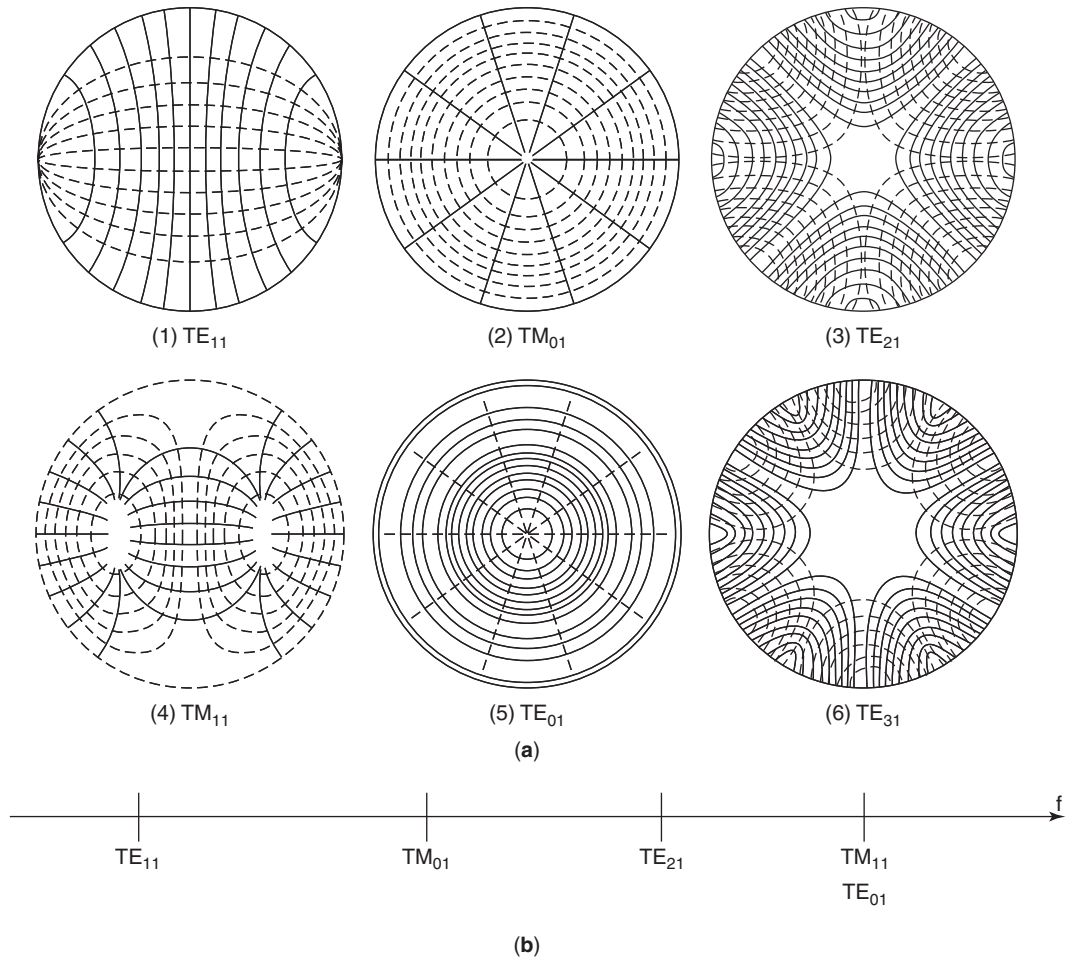 (1) TE₁₁
(2) TM₀₁
(3) TE₂₁
(4) TM₁₁
(5) TE₀₁
(6) TE₃₁
(a)
f
TE₁₁
TM₀₁
TE₂₁
TM₁₁
TE₀₁
(b)